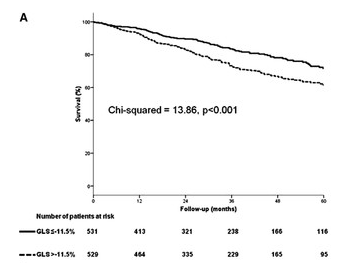 A
100
80
60
40
20
0
Survival (%)
Chi-squared = 13.86, p<0.001
0 12 24 36 48 60
Follow-up (months)
Number of patients at risk
GLS≤-11.5% 531 413 321 238 166 116
GLS>-11.5% 529 464 335 229 165 95